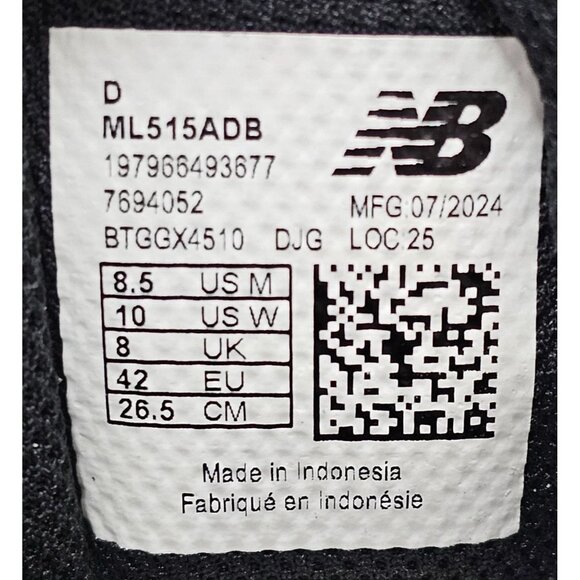 D
ML515ADB
197966493677
7694052
MFG:07/2024
BTGGX4510 DJG LOC:25
8.5 US M
10 US W
8 UK
42 EU
26.5 CM
NB
Made in Indonesia
Fabriqué en Indonésie